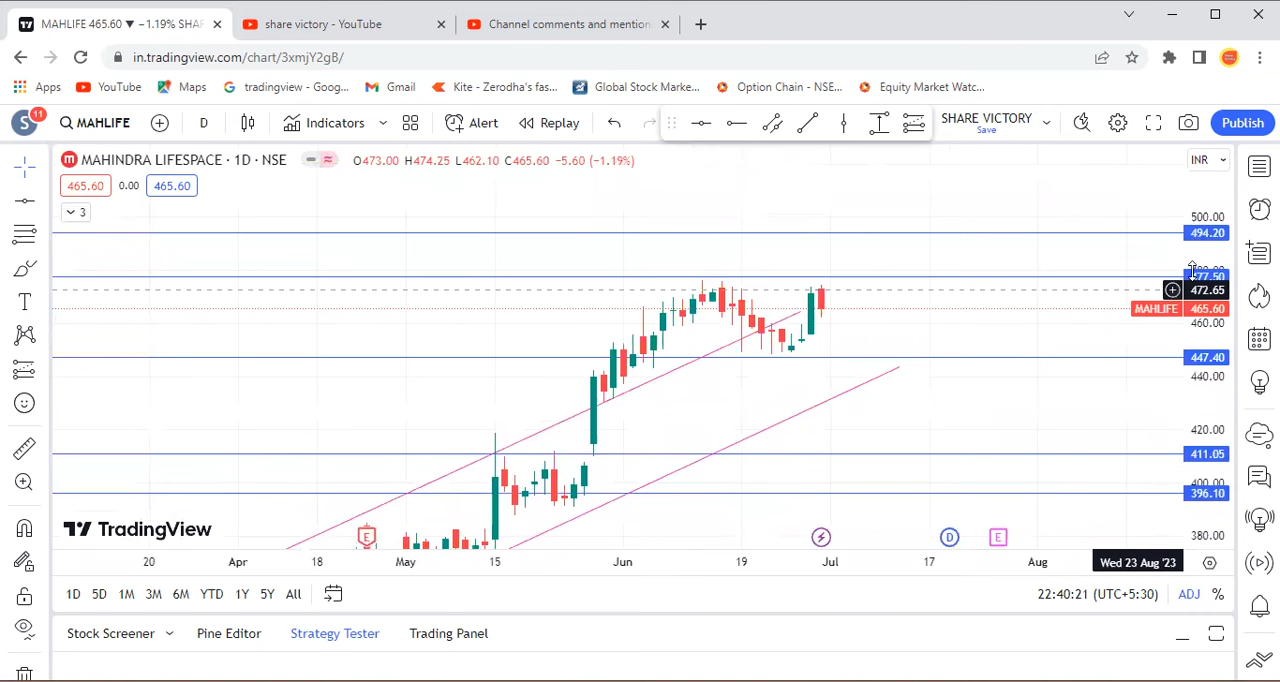 MAHLIFE 465.60 ▼ −1.19% SHAR
share victory - YouTube
Channel comments and mention
in.tradingview.com/chart/3xmjY2gB/
Apps YouTube Maps tradingview - Goog... Gmail Kite - Zerodha's fas... Global Stock Marke... Option Chain - NSE... Equity Market Watc...
S 11 MAHLIFE D Indicators Alert Replay SHARE VICTORY Save Publish
MAHINDRA LIFESPACE · 1D · NSE O473.00 H474.25 L462.10 C465.60 −5.60 (−1.19%) INR
465.60 0.00 465.60
3
500.00
494.20
477.50
472.65
MAHLIFE 465.60
460.00
447.40
440.00
420.00
411.05
400.00
396.10
380.00
TradingView
E D E
20 Apr 18 May 15 Jun 19 Jul 17 Aug Wed 23 Aug '23
1D 5D 1M 3M 6M YTD 1Y 5Y All 22:40:21 (UTC+5:30) ADJ %
Stock Screener Pine Editor Strategy Tester Trading Panel